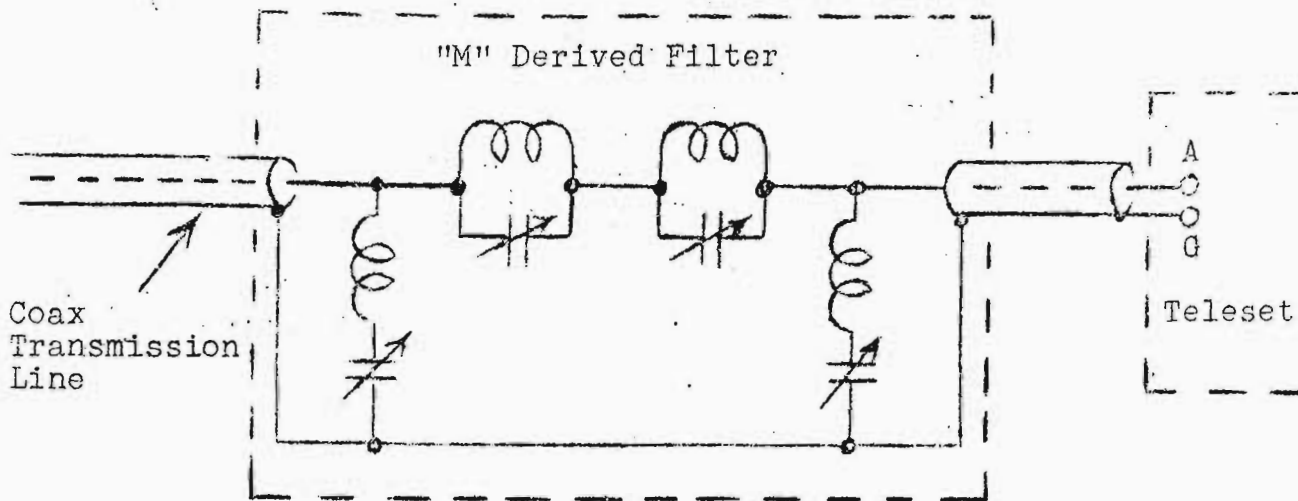 "M" Derived Filter
A
G
Teleset
Coax
Transmission
Line